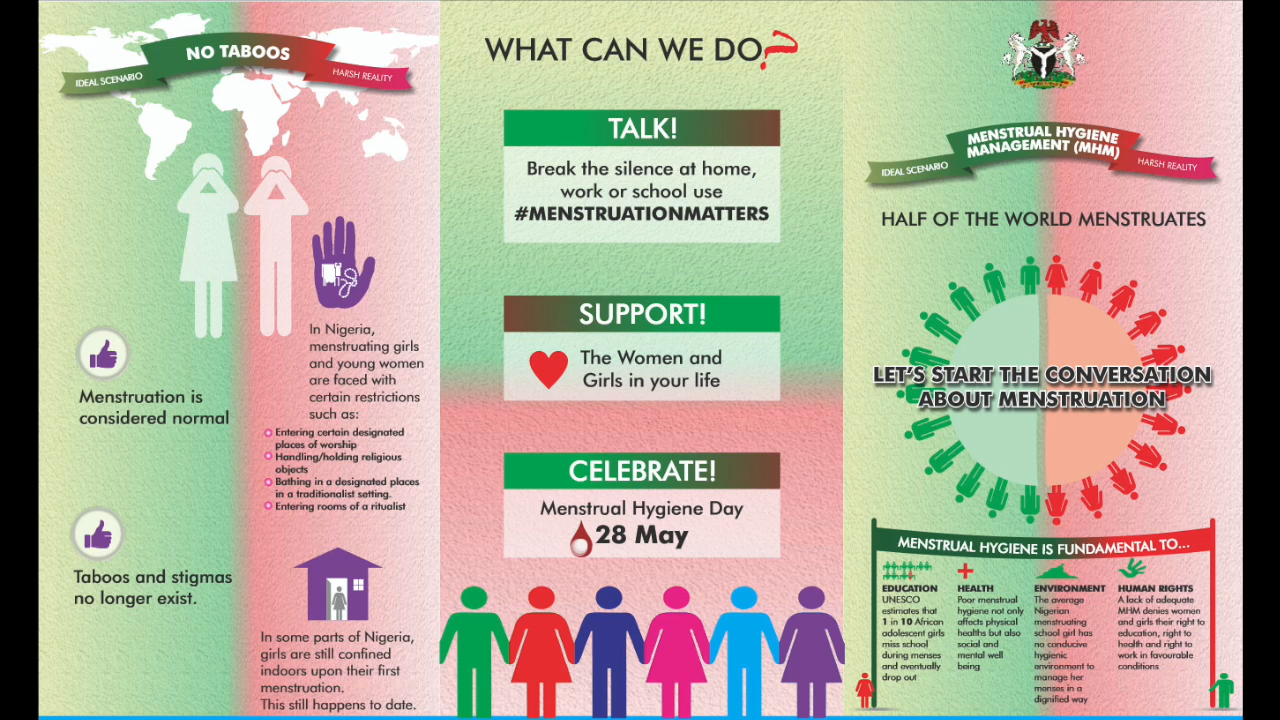 NO TABOOS
IDEAL SCENARIO
HARSH REALITY
Menstruation is
considered normal
Taboos and stigmas
no longer exist.
In Nigeria,
menstruating girls
and young women
are faced with
certain restrictions
such as:
Entering certain designated
places of worship
Handling/holding religious
objects
Bathing in a designated places
in a traditionalist setting.
Entering rooms of a ritualist
In some parts of Nigeria,
girls are still confined
indoors upon their first
menstruation.
This still happens to date.
WHAT CAN WE DO?
TALK!
Break the silence at home,
work or school use
#MENSTRUATIONMATTERS
SUPPORT!
The Women and
Girls in your life
CELEBRATE!
Menstrual Hygiene Day
28 May
MENSTRUAL HYGIENE
MANAGEMENT (MHM)
IDEAL SCENARIO
HARSH REALITY
HALF OF THE WORLD MENSTRUATES
LET'S START THE CONVERSATION
ABOUT MENSTRUATION
MENSTRUAL HYGIENE IS FUNDAMENTAL TO...
EDUCATION
UNESCO
estimates that
1 in 10 African
adolescent girls
miss school
during menses
and eventually
drop out
HEALTH
Poor menstrual
hygiene not only
affects physical
healths but also
social and
mental well
being
ENVIRONMENT
The average
Nigerian
menstruating
school girl has
no conducive
hygienic
environment to
manage her
menses in a
dignified way
HUMAN RIGHTS
A lack of adequate
MHM denies women
and girls their right to
education, right to
health and right to
work in favourable
conditions